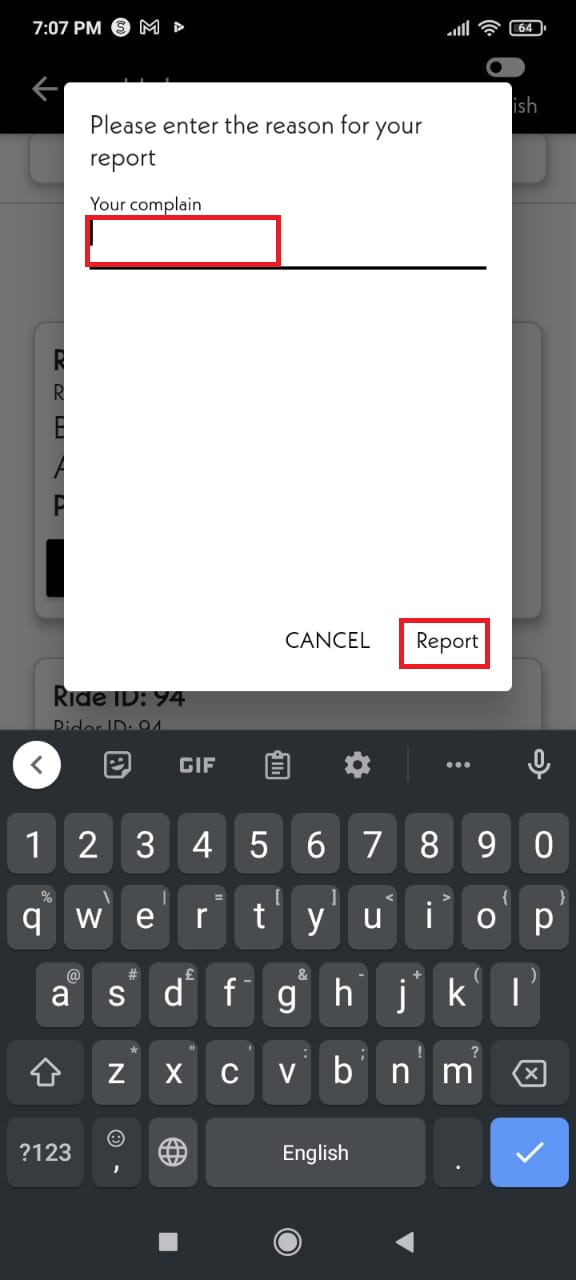 7:07 PM
64
ish
Please enter the reason for your
report
Your complain
R
R
B
A
P
CANCEL
Report
Ride ID: 94
Rider ID: 94
GIF
1 2 3 4 5 6 7 8 9 0
% \ | = [ ] < > { }
q w e r t y u i o p
@ # £ _ & - + ( )
a s d f g h j k l
* " ' : ; ! ?
z x c v b n m
?123 , English .